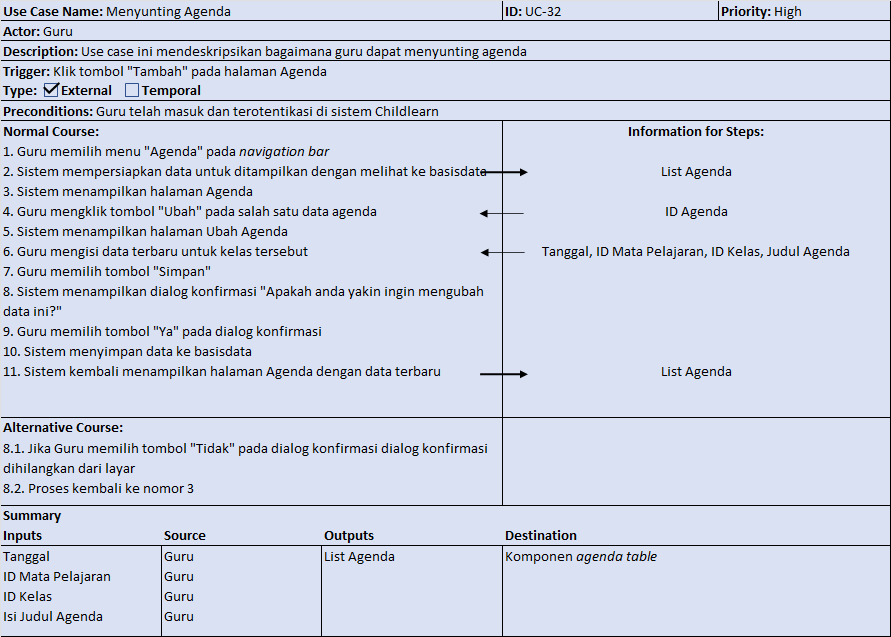 Use Case Name: Menyunting Agenda ID: UC-32 Priority: High
Actor: Guru
Description: Use case ini mendeskripsikan bagaimana guru dapat menyunting agenda
Trigger: Klik tombol "Tambah" pada halaman Agenda
Type: External Temporal
Preconditions: Guru telah masuk dan terotentikasi di sistem Childlearn
Normal Course: Information for Steps:
1. Guru memilih menu "Agenda" pada navigation bar
2. Sistem mempersiapkan data untuk ditampilkan dengan melihat ke basisdata List Agenda
3. Sistem menampilkan halaman Agenda
4. Guru mengklik tombol "Ubah" pada salah satu data agenda ID Agenda
5. Sistem menampilkan halaman Ubah Agenda
6. Guru mengisi data terbaru untuk kelas tersebut Tanggal, ID Mata Pelajaran, ID Kelas, Judul Agenda
7. Guru memilih tombol "Simpan"
8. Sistem menampilkan dialog konfirmasi "Apakah anda yakin ingin mengubah
data ini?"
9. Guru memilih tombol "Ya" pada dialog konfirmasi
10. Sistem menyimpan data ke basisdata
11. Sistem kembali menampilkan halaman Agenda dengan data terbaru List Agenda
Alternative Course:
8.1. Jika Guru memilih tombol "Tidak" pada dialog konfirmasi dialog konfirmasi
dihilangkan dari layar
8.2. Proses kembali ke nomor 3
Summary
Inputs Source Outputs Destination
Tanggal Guru List Agenda Komponen agenda table
ID Mata Pelajaran Guru
ID Kelas Guru
Isi Judul Agenda Guru